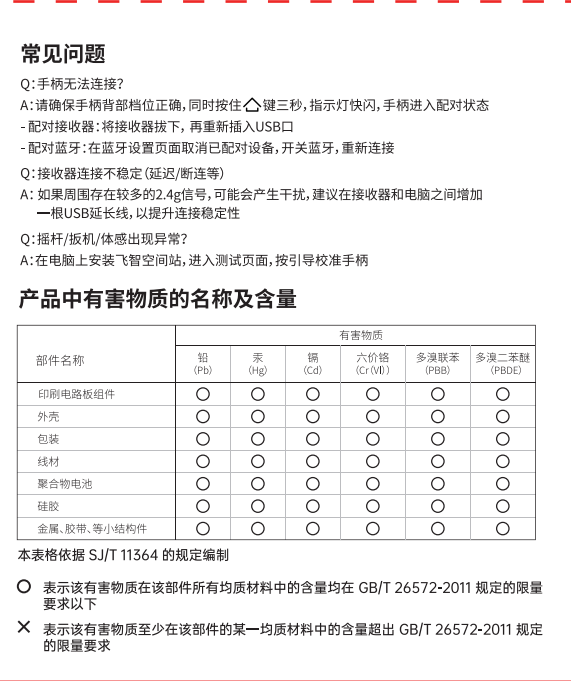 常见问题
Q:手柄无法连接?
A:请确保手柄背部档位正确,同时按住 键三秒,指示灯快闪,手柄进入配对状态
- 配对接收器:将接收器拔下, 再重新插入USB口
- 配对蓝牙:在蓝牙设置页面取消已配对设备,开关蓝牙,重新连接
Q:接收器连接不稳定(延迟/断连等)
A: 如果周围存在较多的2.4g信号,可能会产生干扰,建议在接收器和电脑之间增加
一根USB延长线,以提升连接稳定性
Q:摇杆/扳机/体感出现异常?
A:在电脑上安装飞智空间站,进入测试页面,按引导校准手柄
产品中有害物质的名称及含量
部件名称 有害物质
铅 (Pb) 汞 (Hg) 镉 (Cd) 六价铬 (Cr(VI)) 多溴联苯 (PBB) 多溴二苯醚 (PBDE)
印刷电路板组件 ○ ○ ○ ○ ○ ○
外壳 ○ ○ ○ ○ ○ ○
包装 ○ ○ ○ ○ ○ ○
线材 ○ ○ ○ ○ ○ ○
聚合物电池 ○ ○ ○ ○ ○ ○
硅胶 ○ ○ ○ ○ ○ ○
金属、胶带、等小结构件 ○ ○ ○ ○ ○ ○
本表格依据 SJ/T 11364 的规定编制
○ 表示该有害物质在该部件所有均质材料中的含量均在 GB/T 26572-2011 规定的限量
要求以下
× 表示该有害物质至少在该部件的某一均质材料中的含量超出 GB/T 26572-2011 规定
的限量要求